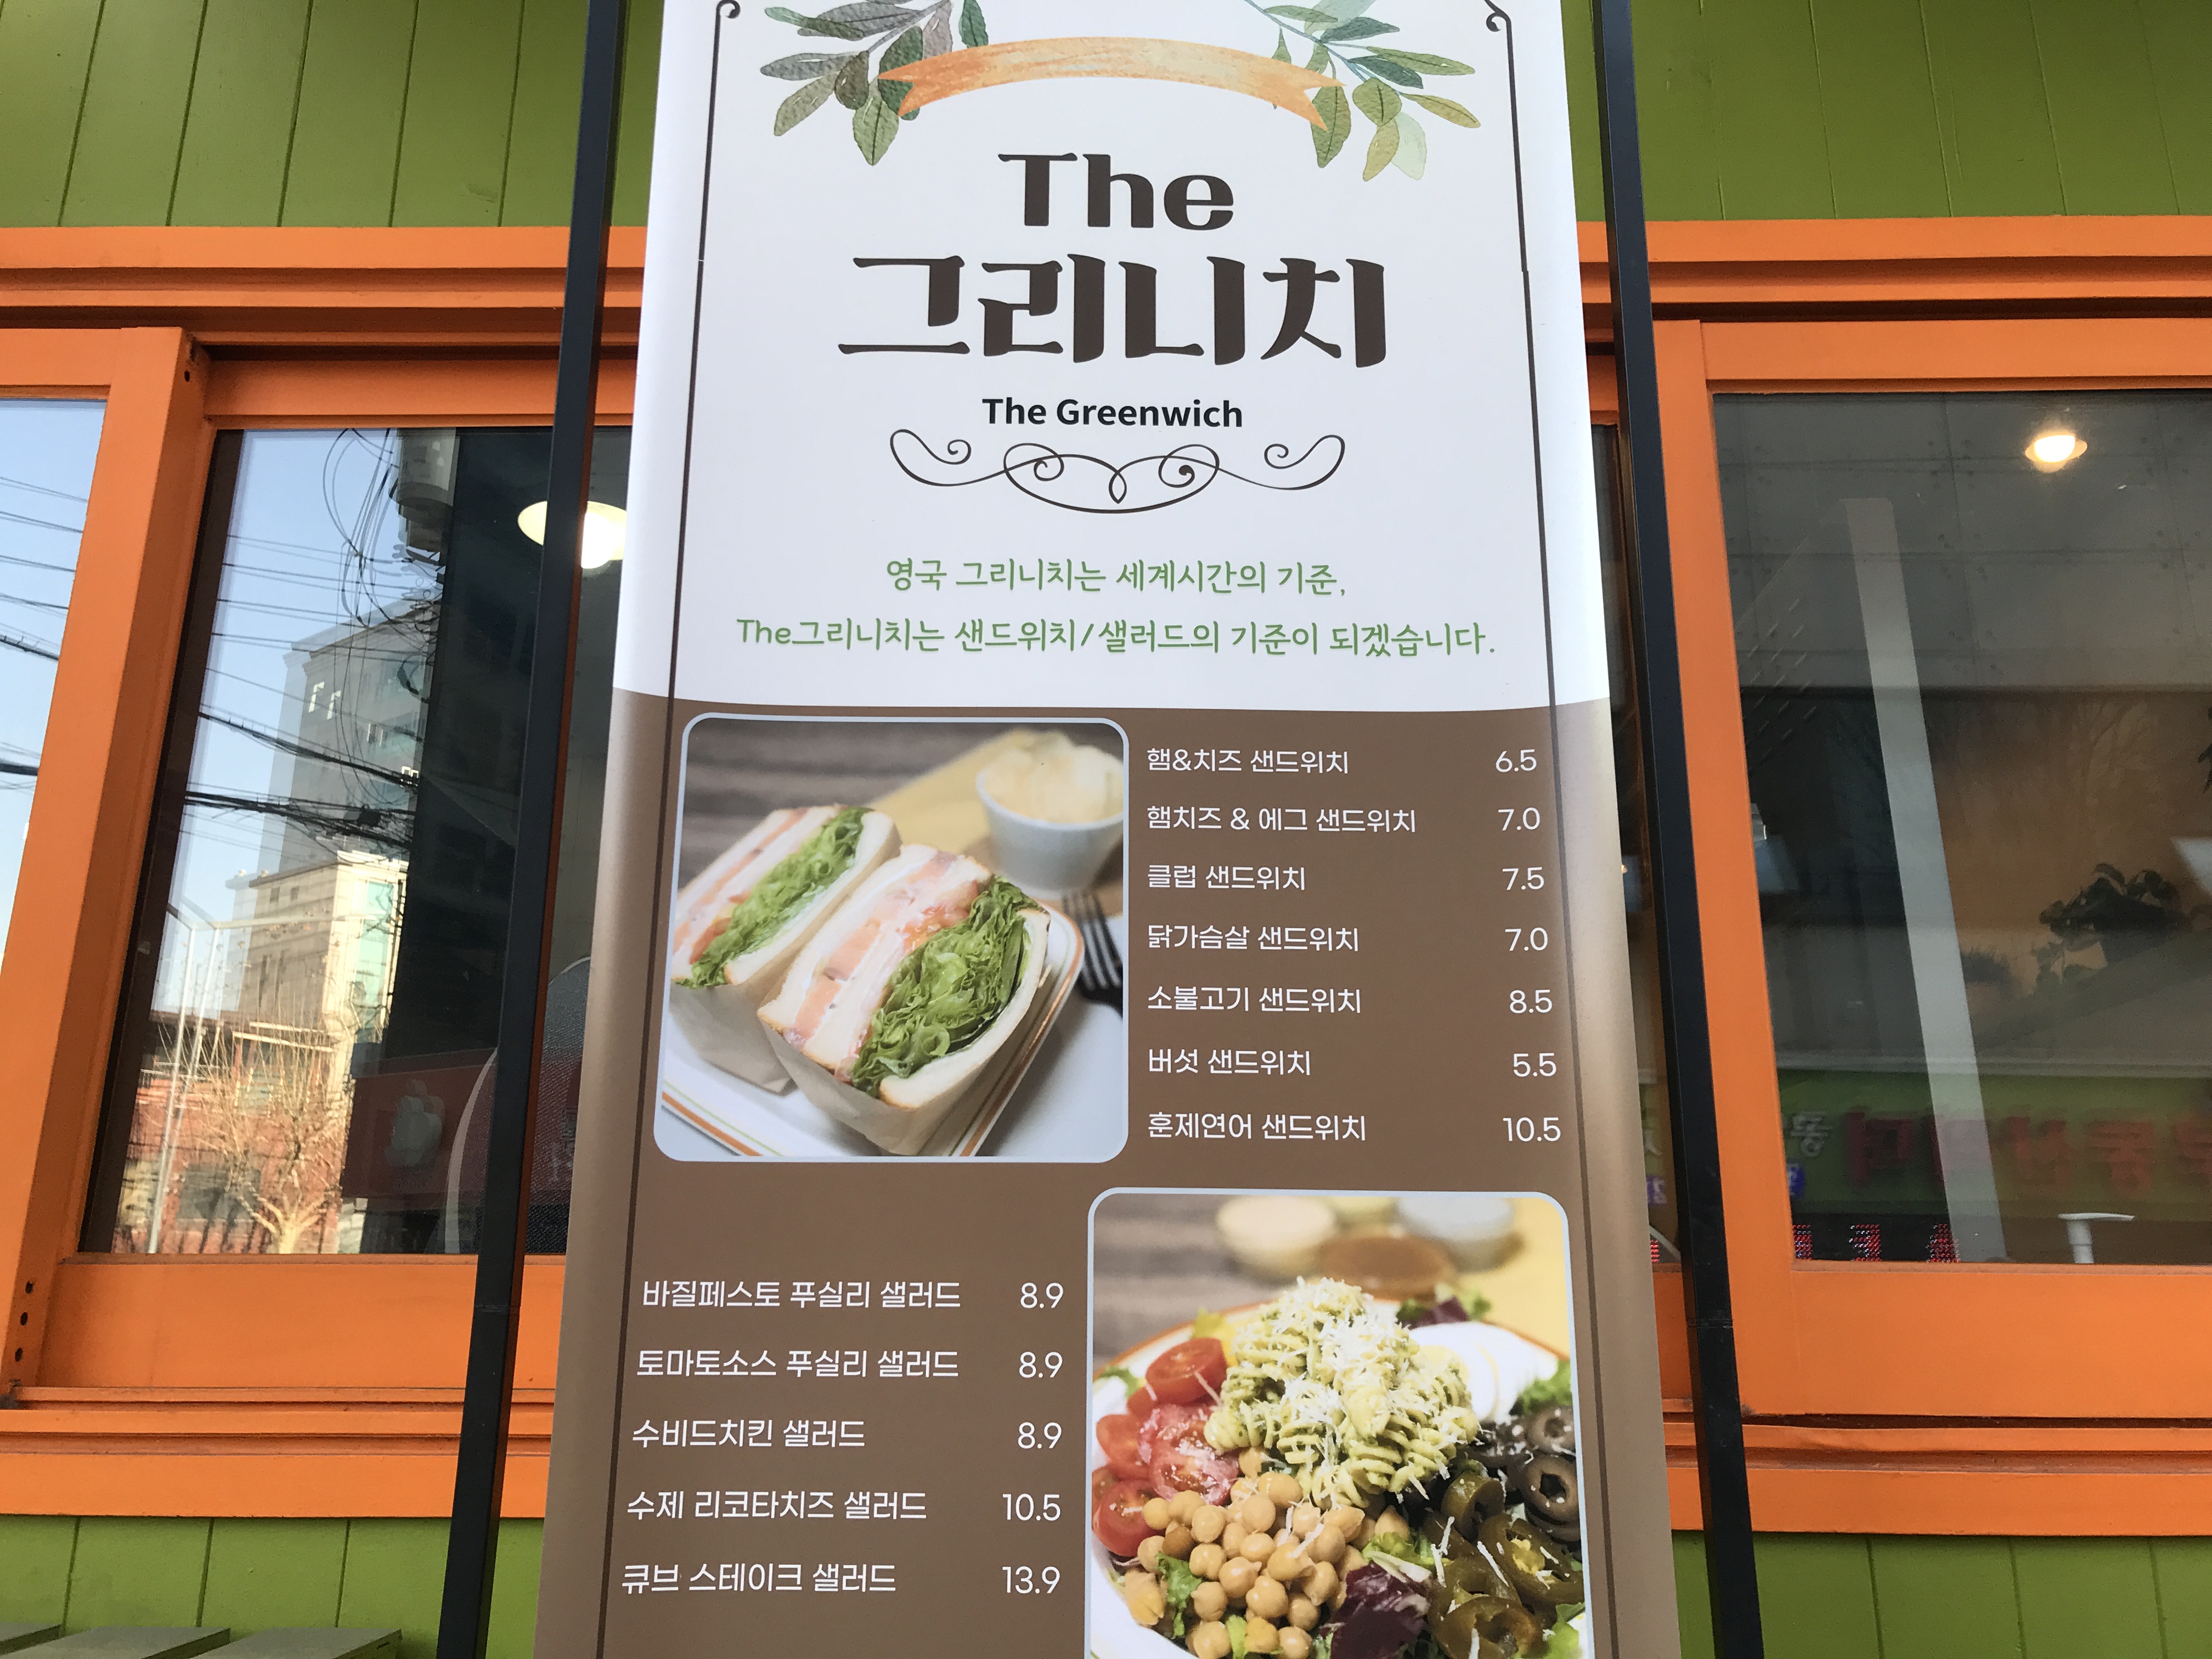 The
그리니치
The Greenwich
영국 그리니치는 세계시간의 기준,
The그리니치는 샌드위치/샐러드의 기준이 되겠습니다.
햄&치즈 샌드위치 6.5
햄치즈 & 에그 샌드위치 7.0
클럽 샌드위치 7.5
닭가슴살 샌드위치 7.0
소불고기 샌드위치 8.5
버섯 샌드위치 5.5
훈제연어 샌드위치 10.5
바질페스토 푸실리 샐러드 8.9
토마토소스 푸실리 샐러드 8.9
수비드치킨 샐러드 8.9
수제 리코타치즈 샐러드 10.5
큐브 스테이크 샐러드 13.9